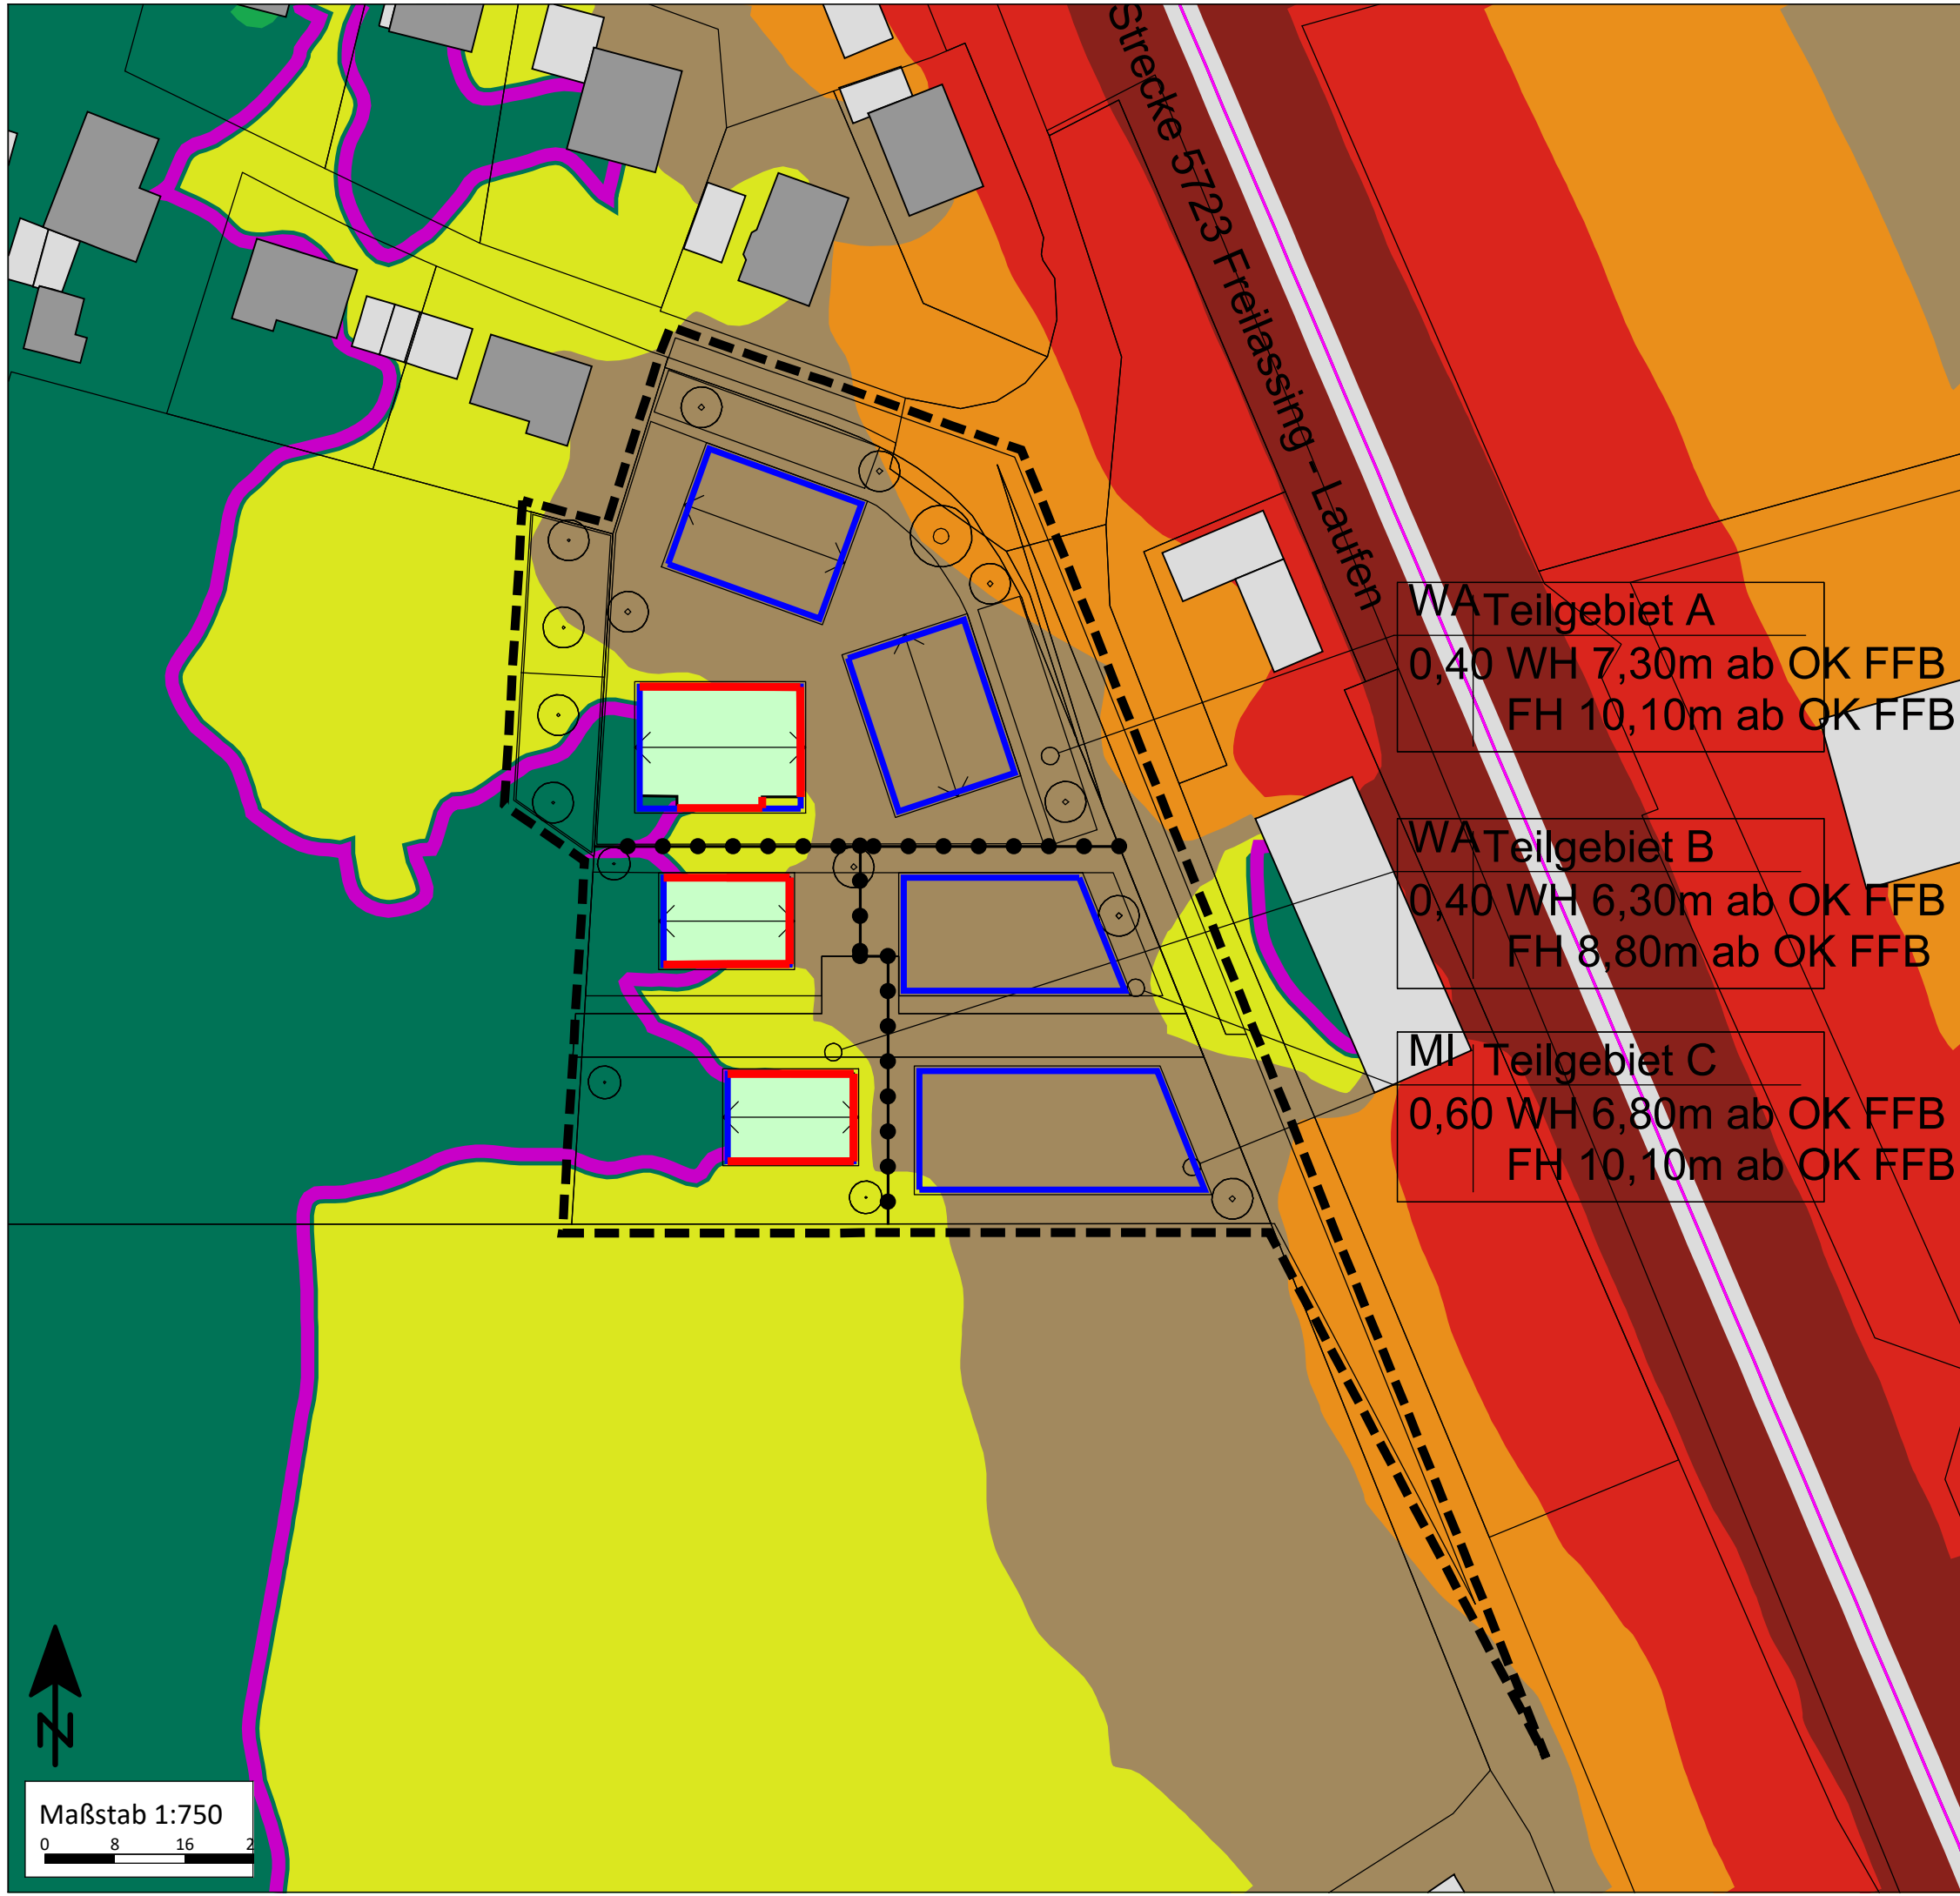 Strecke 5723 Freilassing - Laufen
WA Teilgebiet A
0,40 WH 7,30m ab OK FFB
FH 10,10m ab OK FFB
WA Teilgebiet B
0,40 WH 6,30m ab OK FFB
FH 8,80m ab OK FFB
MI Teilgebiet C
0,60 WH 6,80m ab OK FFB
FH 10,10m ab OK FFB
N
Maßstab 1:750
0 8 16 2